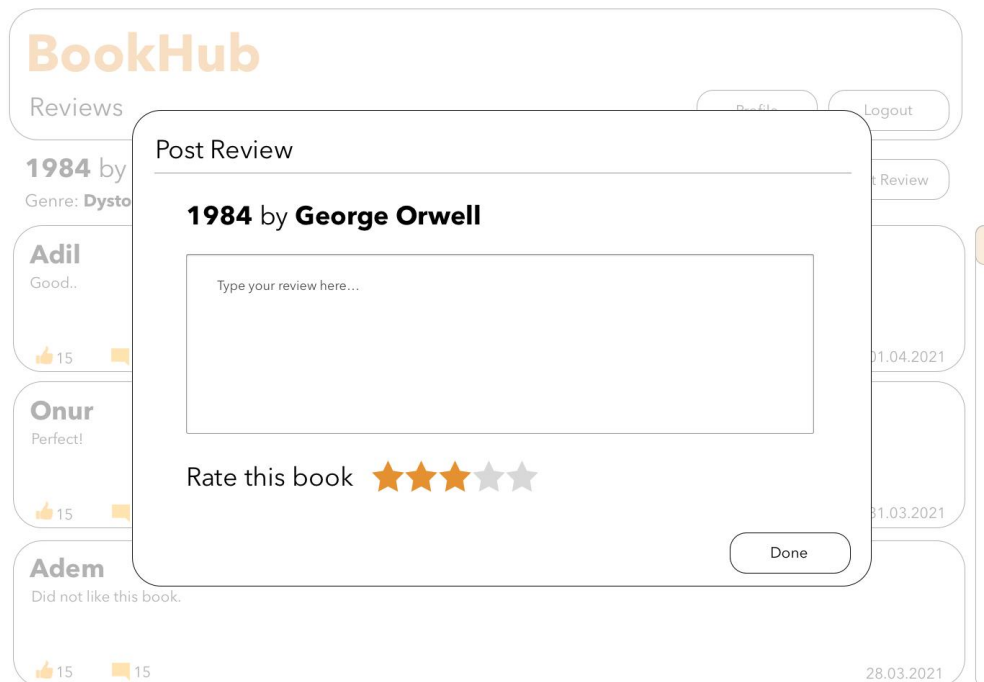 BookHub
Reviews
Logout
Post Review
1984 by
Review
Genre:
1984 by George Orwell
Adil
Good..
Type your review here...
15
01.04.2021
Onur
Perfect!
Rate this book
15
31.03.2021
Done
Adem
Did not like this book.
15
15
28.03.2021